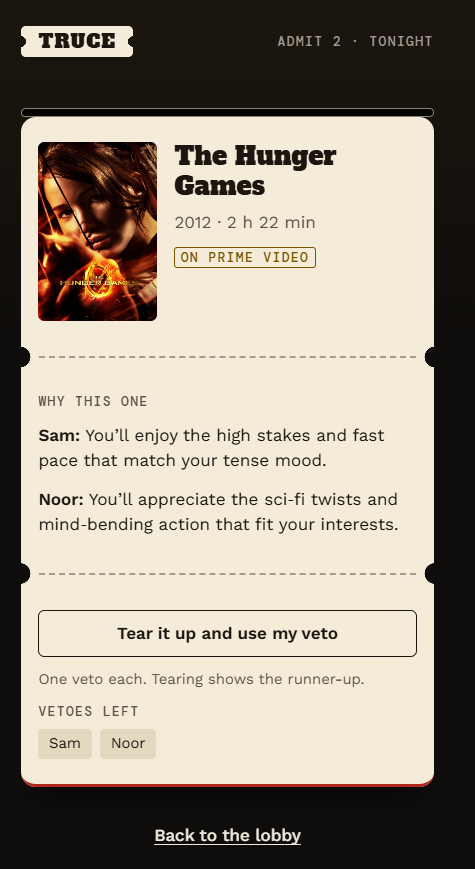 TRUCE
ADMIT 2 · TONIGHT
The Hunger
Games
2012 · 2 h 22 min
ON PRIME VIDEO
THE
HUNGER GAMES
WHY THIS ONE
Sam: You’ll enjoy the high stakes and fast
pace that match your tense mood.
Noor: You’ll appreciate the sci-fi twists and
mind-bending action that fit your interests.
Tear it up and use my veto
One veto each. Tearing shows the runner-up.
VETOES LEFT
Sam
Noor
Back to the lobby